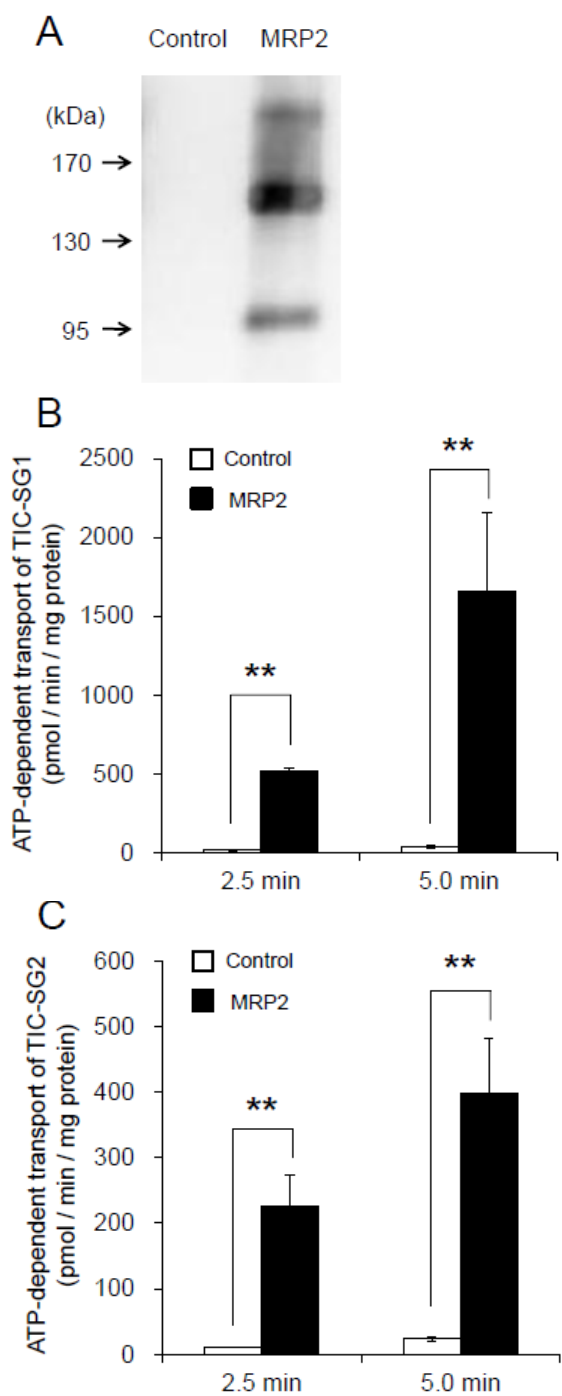 A
Control MRP2
(kDa)
170
130
95
B
ATP-dependent transport of TIC-SG1
(pmol / min / mg protein)
2500
2000
1500
1000
500
0
Control
MRP2
**
**
2.5 min 5.0 min
C
ATP-dependent transport of TIC-SG2
(pmol / min / mg protein)
600
500
400
300
200
100
0
Control
MRP2
**
**
2.5 min 5.0 min